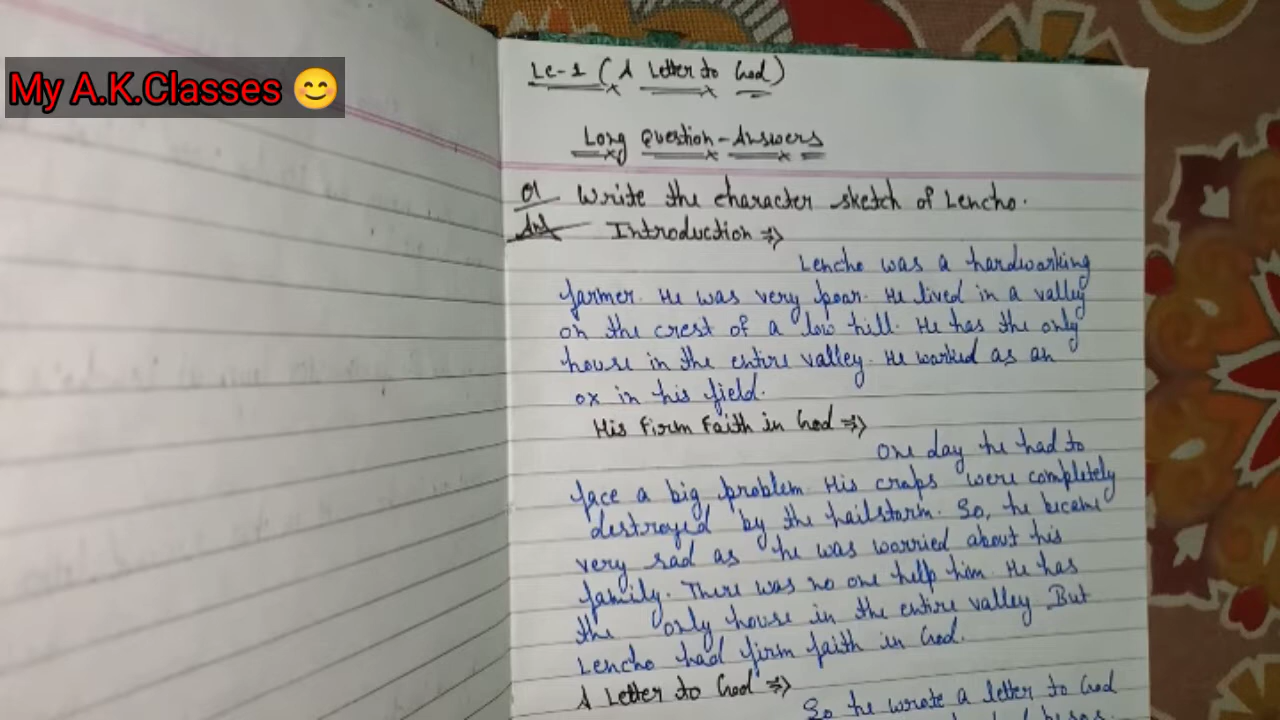 My A.K.Classes 😊
Le-1 (A Letter to God)
Long Question-Answers
Q1 Write the character sketch of Lencho.
Ans Introduction ⇒
Lencho was a hardworking
farmer. He was very poor. He lived in a valley
on the crest of a low hill. He has the only
house in the entire valley. He worked as an
ox in his field.
His Firm Faith in God ⇒
One day he had to
face a big problem. His crops were completely
destroyed by the hailstorm. So, he became
very sad as he was worried about his
family. There was no one help him. He has
the only house in the entire valley. But
Lencho had firm faith in God.
A Letter to God ⇒
So he wrote a letter to God